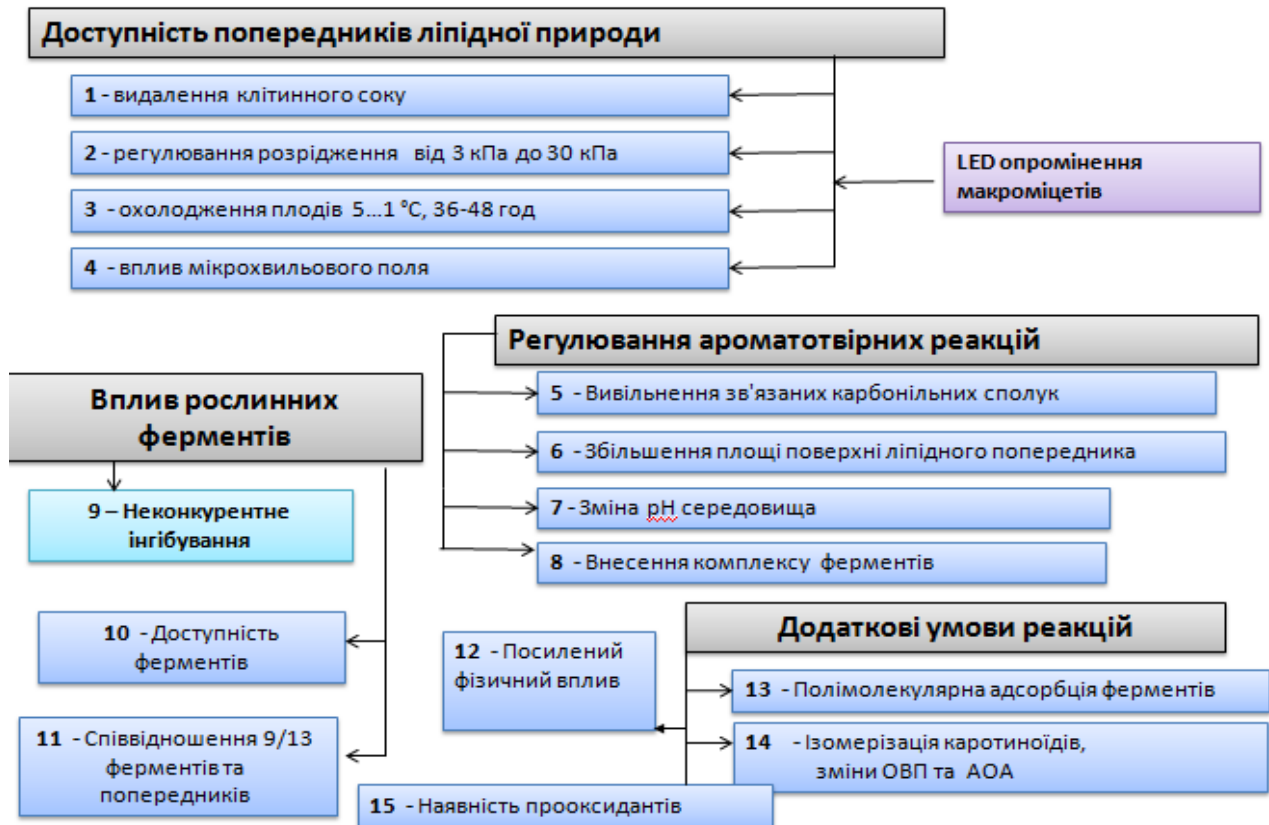 Доступність попередників ліпідної природи
1 - видалення клітинного соку
2 - регулювання розрідження від 3 кПа до 30 кПа
3 - охолодження плодів 5...1 °С, 36-48 год
4 - вплив мікрохвильового поля
LED опромінення
макроміцетів
Регулювання ароматотвірних реакцій
5 - Вивільнення зв'язаних карбонільних сполук
6 - Збільшення площі поверхні ліпідного попередника
7 - Зміна рН середовища
8 - Внесення комплексу ферментів
Вплив рослинних
ферментів
9 – Неконкурентне
інгібування
10 - Доступність
ферментів
11 - Співвідношення 9/13
ферментів та
попередників
Додаткові умови реакцій
12 - Посилений
фізичний вплив
13 - Полімолекулярна адсорбція ферментів
14 - Ізомерізація каротиноїдів,
зміни ОВП та АОА
15 - Наявність прооксидантів